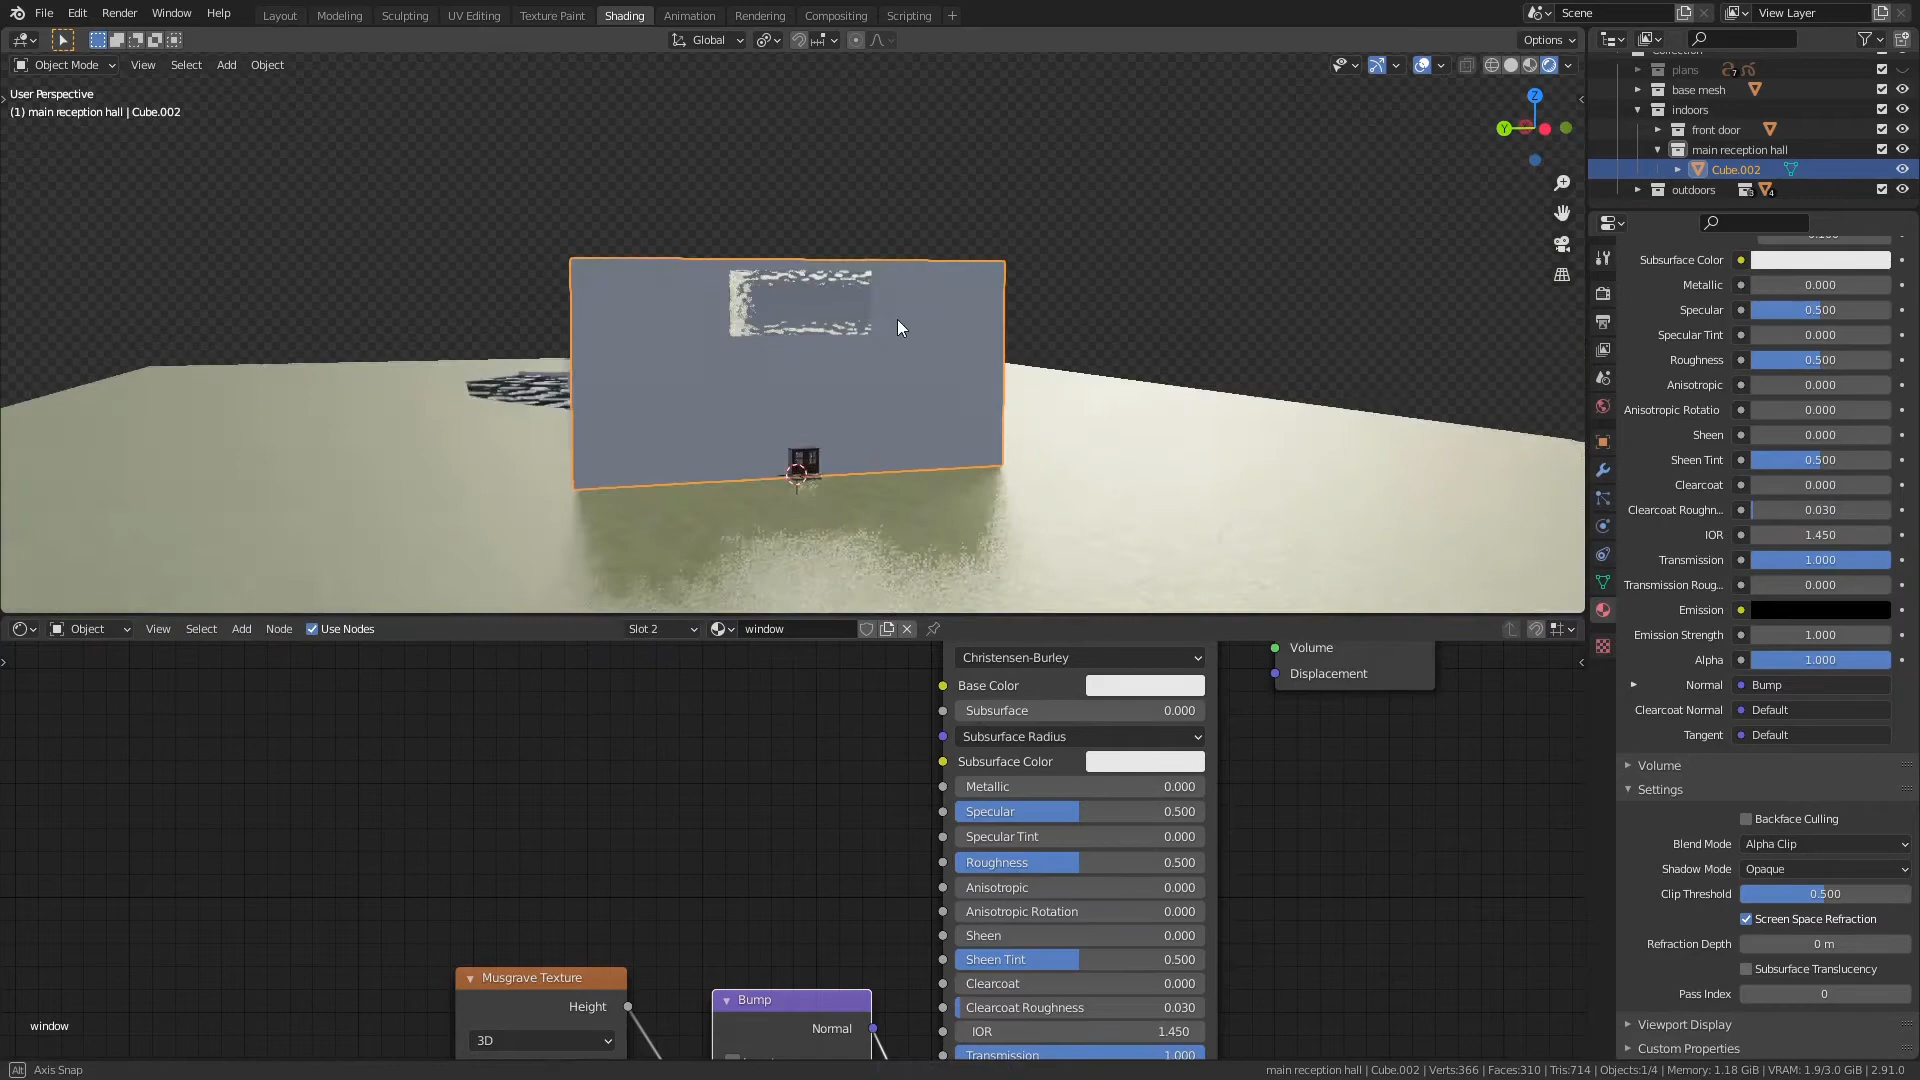 File Edit Render Window Help
Layout Modeling Sculpting UV Editing Texture Paint Shading Animation Rendering Compositing Scripting
Scene
View Layer
Global
Options
Object Mode View Select Add Object
User Perspective
(1) main reception hall | Cube.002
Z
Y
plans
7
base mesh
indoors
front door
main reception hall
Cube.002
outdoors
3
4
Subsurface Color
Metallic 0.000
Specular 0.500
Specular Tint 0.000
Roughness 0.500
Anisotropic 0.000
Anisotropic Rotatio 0.000
Sheen 0.000
Sheen Tint 0.500
Clearcoat 0.000
Clearcoat Roughn... 0.030
IOR 1.450
Transmission 1.000
Transmission Roug... 0.000
Emission
Emission Strength 1.000
Alpha 1.000
Normal Bump
Clearcoat Normal Default
Tangent Default
Volume
Settings
Backface Culling
Blend Mode Alpha Clip
Shadow Mode Opaque
Clip Threshold 0.500
Screen Space Refraction
Refraction Depth 0 m
Subsurface Translucency
Pass Index 0
Viewport Display
Custom Properties
Object View Select Add Node Use Nodes Slot 2 window
Volume
Displacement
Christensen-Burley
Base Color
Subsurface 0.000
Subsurface Radius
Subsurface Color
Metallic 0.000
Specular 0.500
Specular Tint 0.000
Roughness 0.500
Anisotropic 0.000
Anisotropic Rotation 0.000
Sheen 0.000
Sheen Tint 0.500
Clearcoat 0.000
Clearcoat Roughness 0.030
IOR 1.450
Transmission 1.000
Musgrave Texture
Height
3D
Bump
Normal
window
Alt Axis Snap
main reception hall | Cube.002 | Verts:366 | Faces:310 | Tris:714 | Objects:1/4 | Memory: 1.18 GiB | VRAM: 1.9/3.0 GiB | 2.91.0